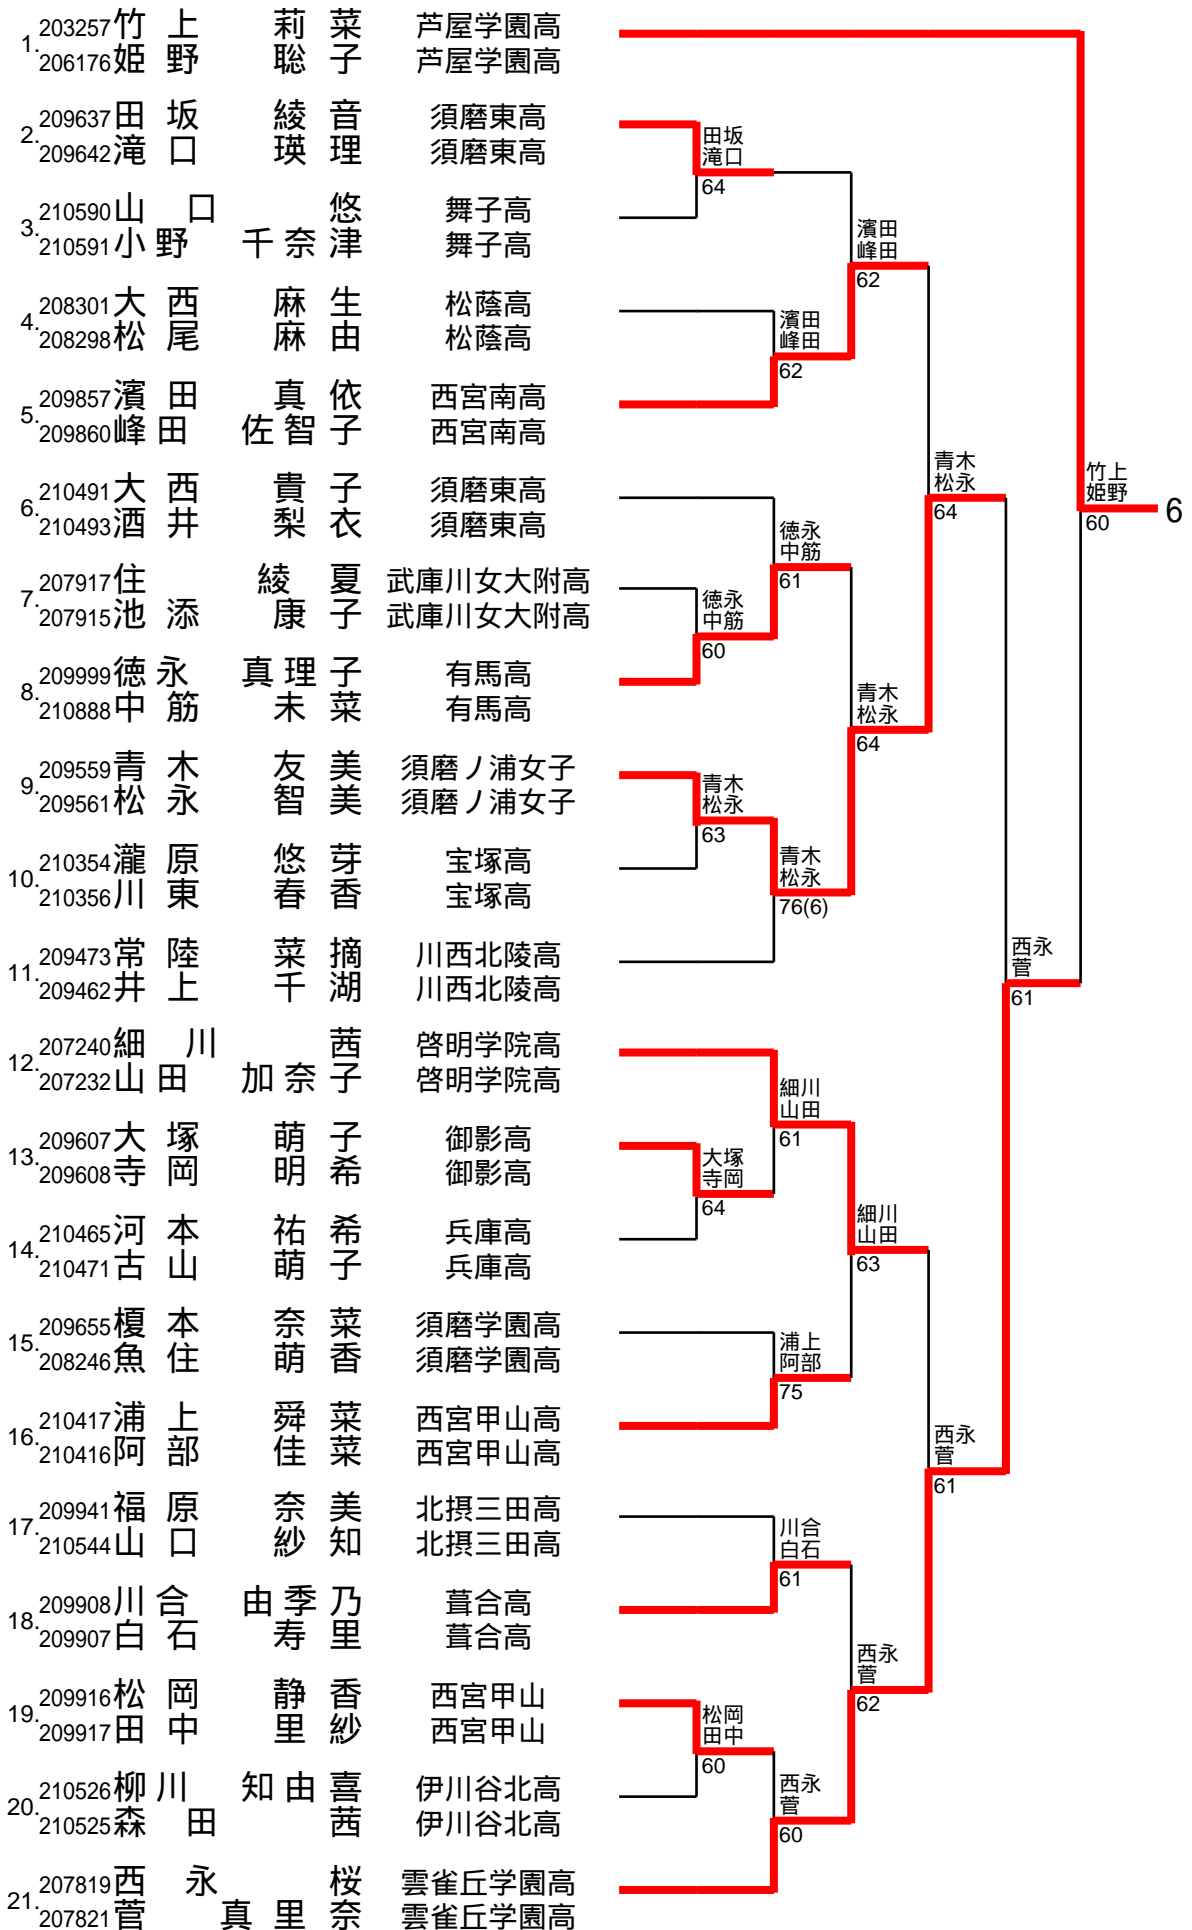 1. 203257 竹上 莉菜 芦屋学園高
206176 姫野 聡子 芦屋学園高
2. 209637 田坂 綾音 須磨東高
209642 滝口 瑛理 須磨東高
3. 210590 山口 悠 舞子高
210591 小野 千奈津 舞子高
4. 208301 大西 麻生 松蔭高
208298 松尾 麻由 松蔭高
5. 209857 濱田 真依 西宮南高
209860 峰田 佐智子 西宮南高
6. 210491 大西 貴子 須磨東高
210493 酒井 梨衣 須磨東高
7. 207917 住 綾夏 武庫川女大附高
207915 池添 康子 武庫川女大附高
8. 209999 徳永 真理子 有馬高
210888 中筋 未菜 有馬高
9. 209559 青木 友美 須磨ノ浦女子
209561 松永 智美 須磨ノ浦女子
10. 210354 瀧原 悠芽 宝塚高
210356 川東 春香 宝塚高
11. 209473 常陸 菜摘 川西北陵高
209462 井上 千湖 川西北陵高
12. 207240 細川 茜 啓明学院高
207232 山田 加奈子 啓明学院高
13. 209607 大塚 萌子 御影高
209608 寺岡 明希 御影高
14. 210465 河本 祐希 兵庫高
210471 古山 萌子 兵庫高
15. 209655 榎本 奈菜 須磨学園高
208246 魚住 萌香 須磨学園高
16. 210417 浦上 舜菜 西宮甲山高
210416 阿部 佳菜 西宮甲山高
17. 209941 福原 奈美 北摂三田高
210544 山口 紗知 北摂三田高
18. 209908 川合 由季乃 葺合高
209907 白石 寿里 葺合高
19. 209916 松岡 静香 西宮甲山
209917 田中 里紗 西宮甲山
20. 210526 柳川 知由喜 伊川谷北高
210525 森田 茜 伊川谷北高
21. 207819 西永 桜 雲雀丘学園高
207821 菅 真里奈 雲雀丘学園高
田坂
滝口
64
徳永
中筋
60
青木
松永
63
大塚
寺岡
64
松岡
田中
60
濱田
峰田
62
徳永
中筋
61
青木
松永
76(6)
細川
山田
61
浦上
阿部
75
川合
白石
61
西永
菅
60
濱田
峰田
62
青木
松永
64
細川
山田
63
西永
菅
62
青木
松永
64
西永
菅
61
西永
菅
61
竹上
姫野
60
6